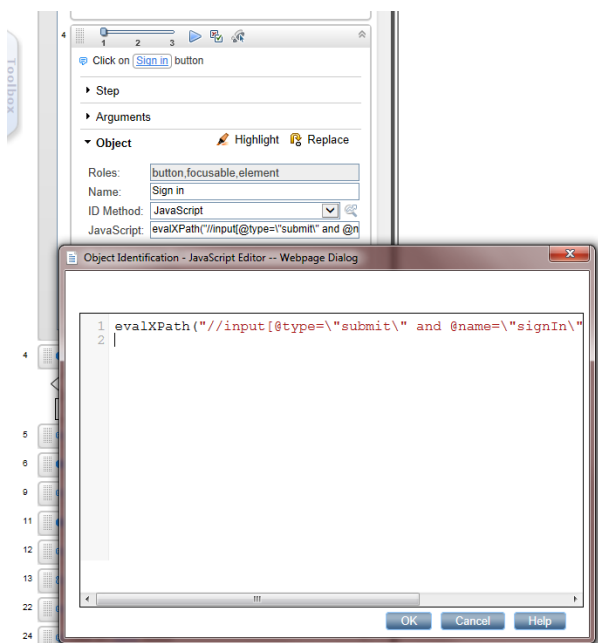 4
1 2 3
Click on Sign in button
Toolbox
Step
Arguments
Object Highlight Replace
Roles: button,focusable,element
Name: Sign in
ID Method: JavaScript
JavaScript: evalXPath("//input[@type=\"submit\" and @n
Object Identification - JavaScript Editor -- Webpage Dialog
x
1 evalXPath("//input[@type=\"submit\" and @name=\"signIn\"
2
4
5
6
9
11
12
13
22
24
OK Cancel Help